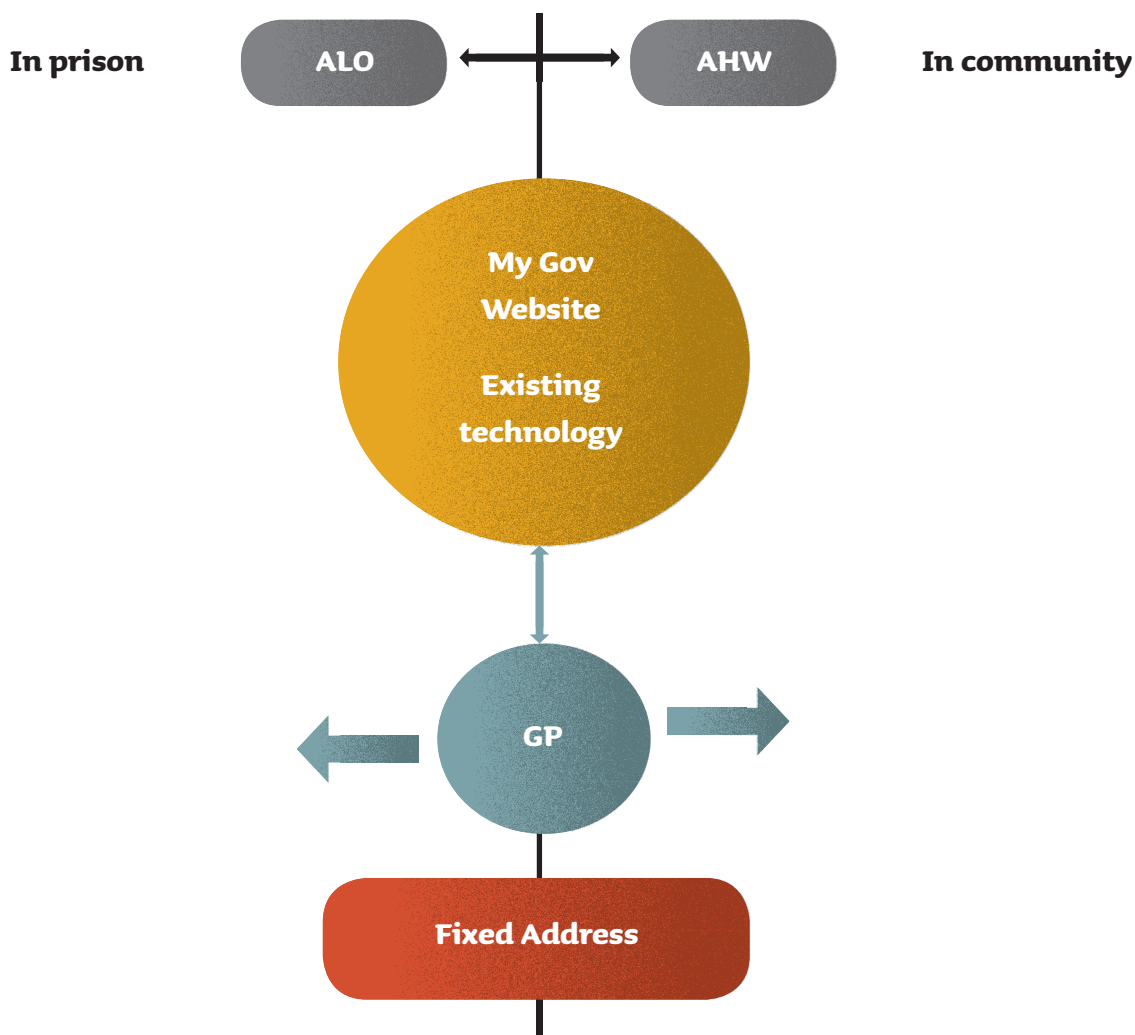 In prison
ALO
AHW
In community
My Gov
Website
Existing
technology
GP
Fixed Address